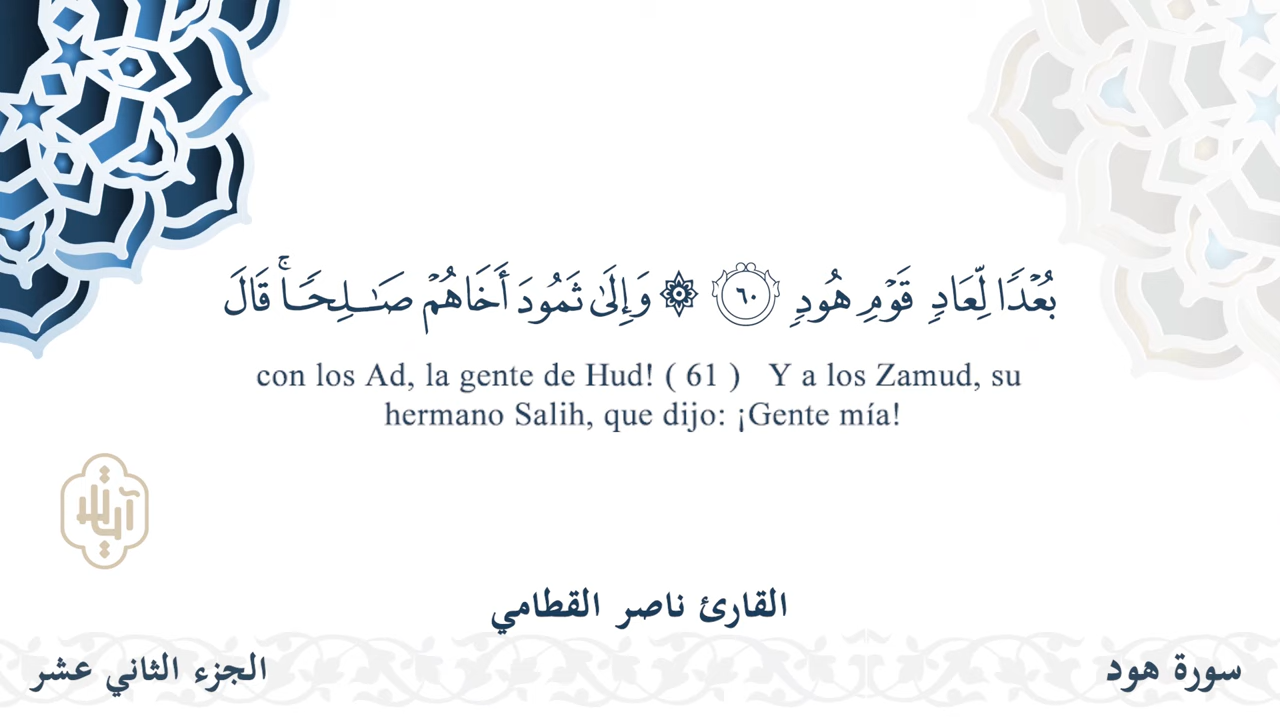 بُعْدًا لِّعَادٍ قَوْمِ هُودٍ ٦٠ ۞ وَإِلَىٰ ثَمُودَ أَخَاهُمْ صَـٰلِحًاۚ قَالَ
con los Ad, la gente de Hud! ( 61 ) Y a los Zamud, su
hermano Salih, que dijo: ¡Gente mía!
آيات
القارئ ناصر القطامي
سورة هود
الجزء الثاني عشر